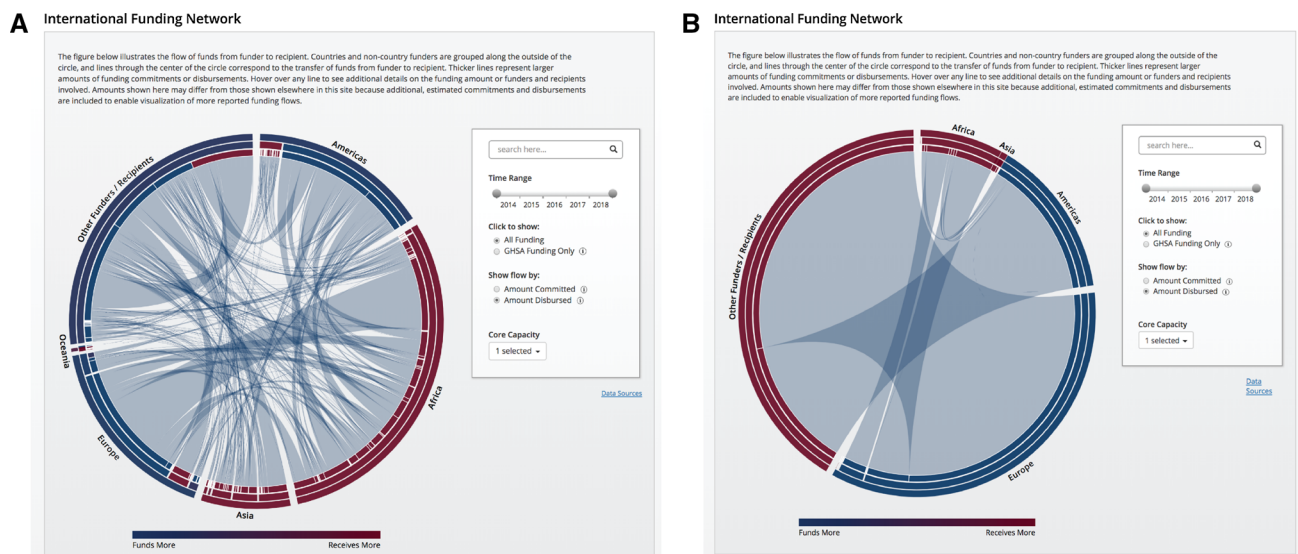 A
International Funding Network
The figure below illustrates the flow of funds from funder to recipient. Countries and non-country funders are grouped along the outside of the
circle, and lines through the center of the circle correspond to the transfer of funds from funder to recipient. Thicker lines represent larger
amounts of funding commitments or disbursements. Hover over any line to see additional details on the funding amount or funders and recipients
involved. Amounts shown here may differ from those shown elsewhere in this site because additional, estimated commitments and disbursements
are included to enable visualization of more reported funding flows.
Other Funders / Recipients
Americas
Oceania
Africa
Europe
Asia
search here...
Time Range
2014 2015 2016 2017 2018
Click to show:
All Funding
GHSA Funding Only
Show flow by:
Amount Committed
Amount Disbursed
Core Capacity
1 selected
Data Sources
Funds More
Receives More
B
International Funding Network
The figure below illustrates the flow of funds from funder to recipient. Countries and non-country funders are grouped along the outside of the
circle, and lines through the center of the circle correspond to the transfer of funds from funder to recipient. Thicker lines represent larger
amounts of funding commitments or disbursements. Hover over any line to see additional details on the funding amount or funders and recipients
involved. Amounts shown here may differ from those shown elsewhere in this site because additional, estimated commitments and disbursements
are included to enable visualization of more reported funding flows.
Africa
Asia
Americas
Other Funders / Recipients
Europe
search here...
Time Range
2014 2015 2016 2017 2018
Click to show:
All Funding
GHSA Funding Only
Show flow by:
Amount Committed
Amount Disbursed
Core Capacity
1 selected
Data
Sources
Funds More
Receives More